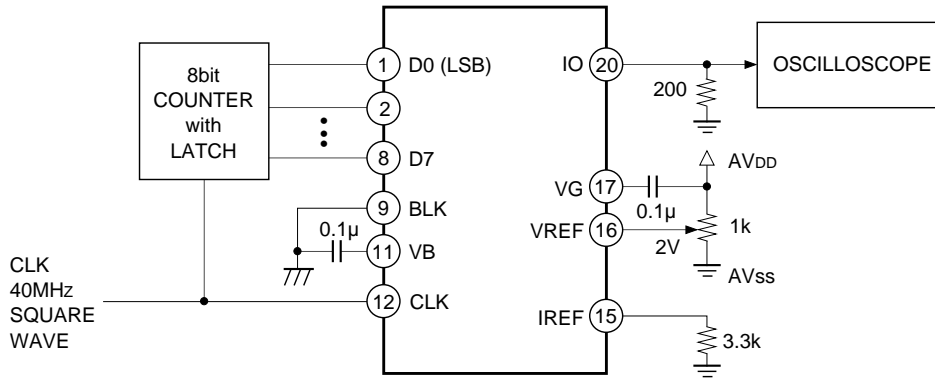 8bit
COUNTER
with
LATCH
CLK
40MHz
SQUARE
WAVE
1 D0 (LSB)
2
8 D7
9 BLK
0.1μ
11 VB
12 CLK
IO 20
OSCILLOSCOPE
200
AVDD
VG 17
0.1μ
1k
VREF 16
2V
AVSS
IREF 15
3.3k